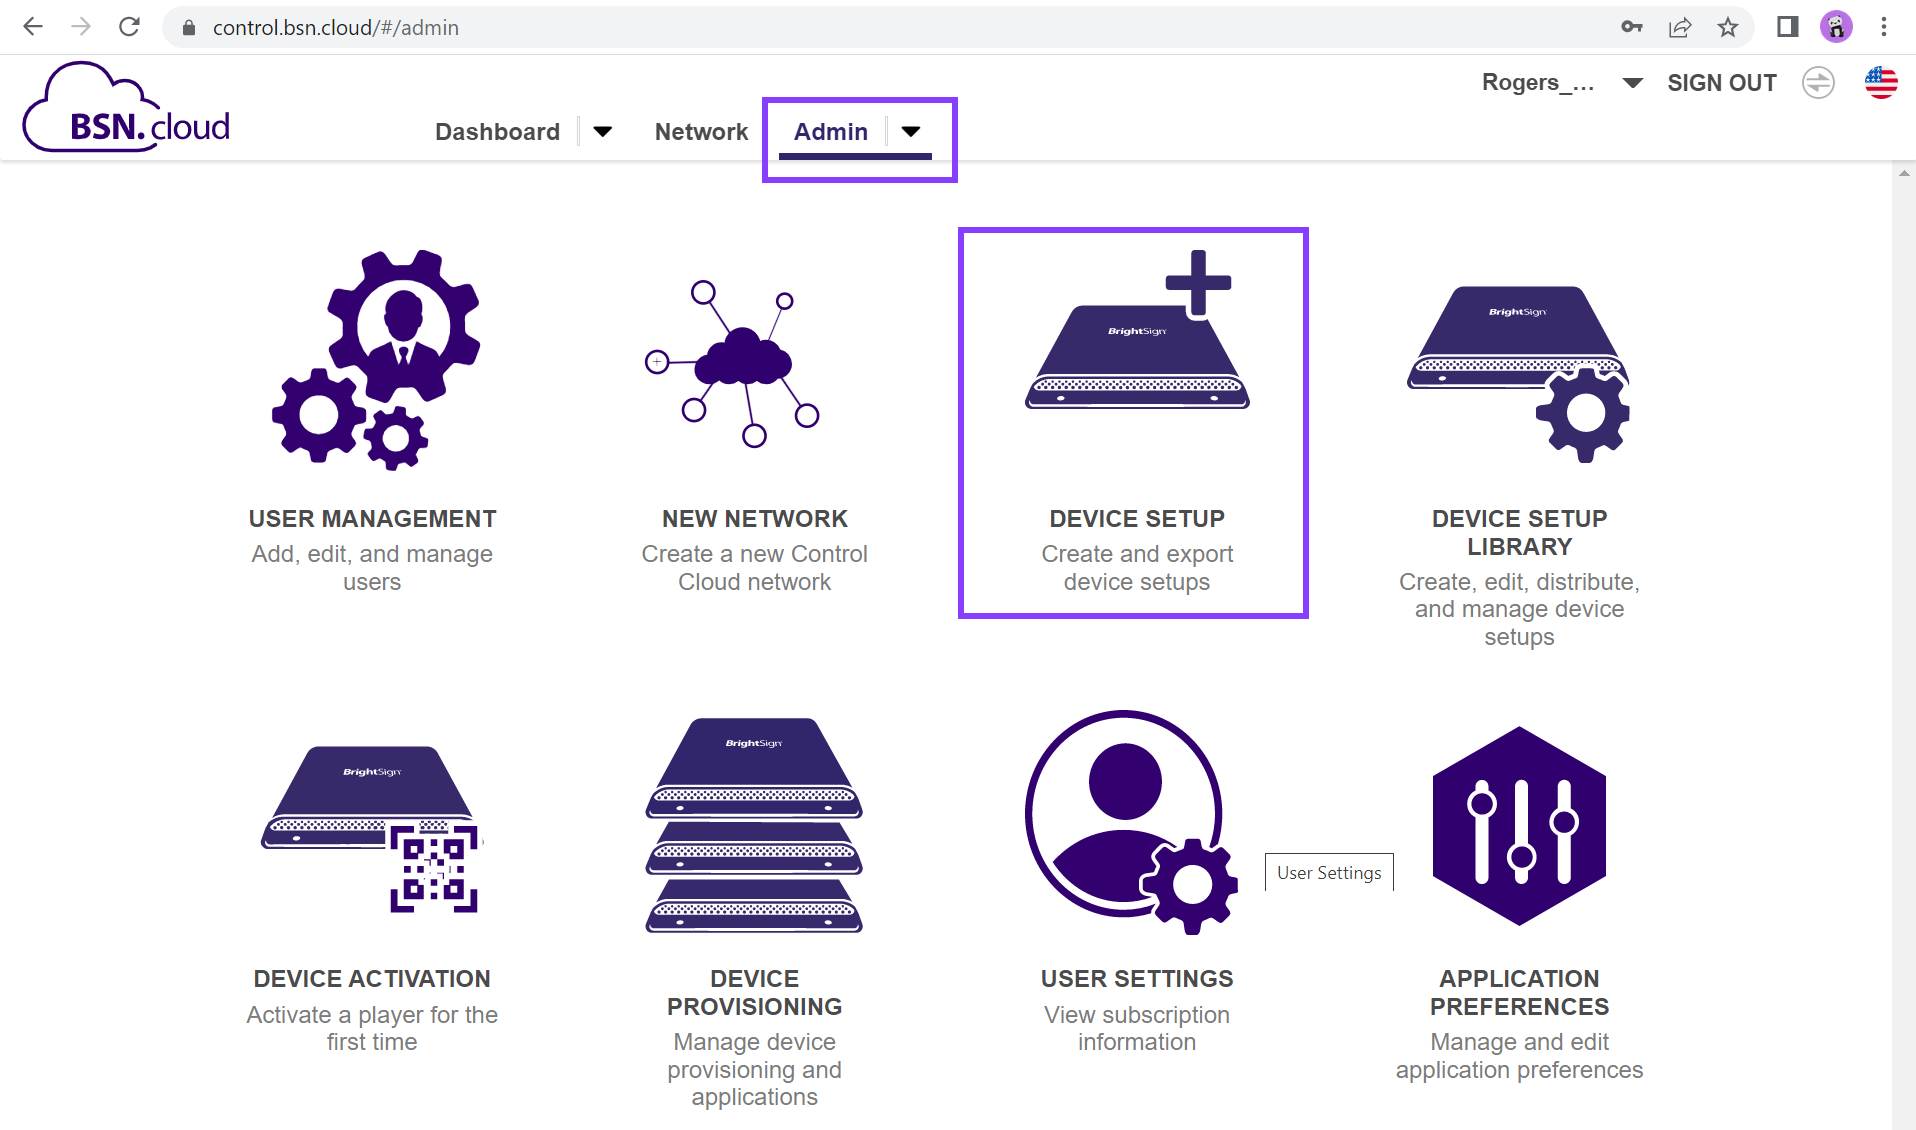 control.bsn.cloud/#/admin
Rogers_... SIGN OUT
BSN.cloud
Dashboard Network Admin
BrightSign
BrightSign
USER MANAGEMENT
Add, edit, and manage
users
NEW NETWORK
Create a new Control
Cloud network
DEVICE SETUP
Create and export
device setups
DEVICE SETUP
LIBRARY
Create, edit, distribute,
and manage device
setups
BrightSign
BrightSign
User Settings
DEVICE ACTIVATION
Activate a player for the
first time
DEVICE
PROVISIONING
Manage device
provisioning and
applications
USER SETTINGS
View subscription
information
APPLICATION
PREFERENCES
Manage and edit
application preferences